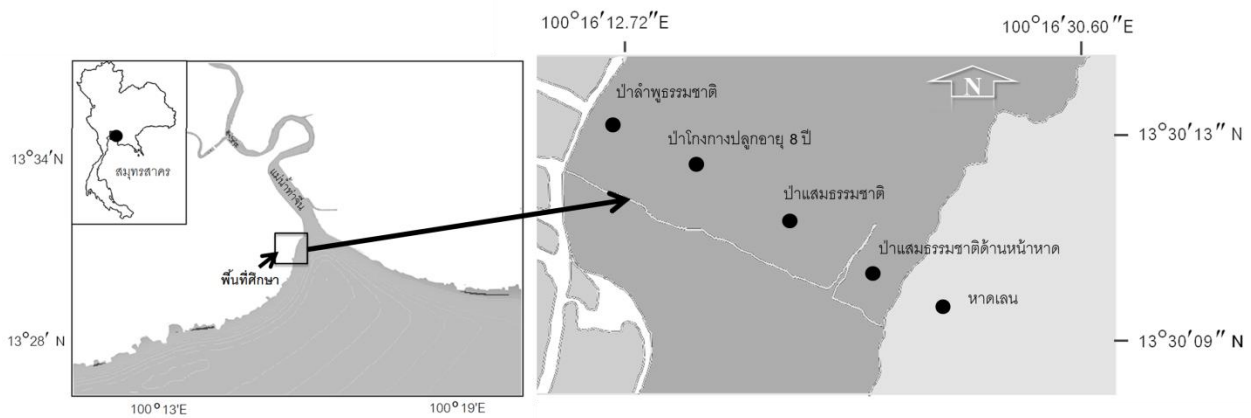 สมุทรสาคร
13°34′ N
13°28′ N
100°13'E
100°19'E
แม่น้ำท่าจีน
พื้นที่ศึกษา
100°16′12.72″E
100°16′30.60″E
N
ป่าลำพูธรรมชาติ
ป่าโกงกางปลูกอายุ 8 ปี
ป่าแสมธรรมชาติ
ป่าแสมธรรมชาติด้านหน้าหาด
หาดเลน
13°30′13″N
13°30′09″ N